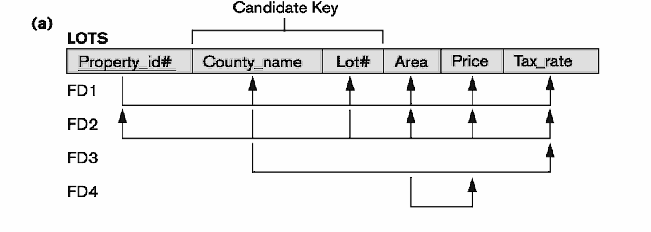 Candidate Key
(a)
LOTS
Property_id# County_name Lot# Area Price Tax_rate
FD1
FD2
FD3
FD4